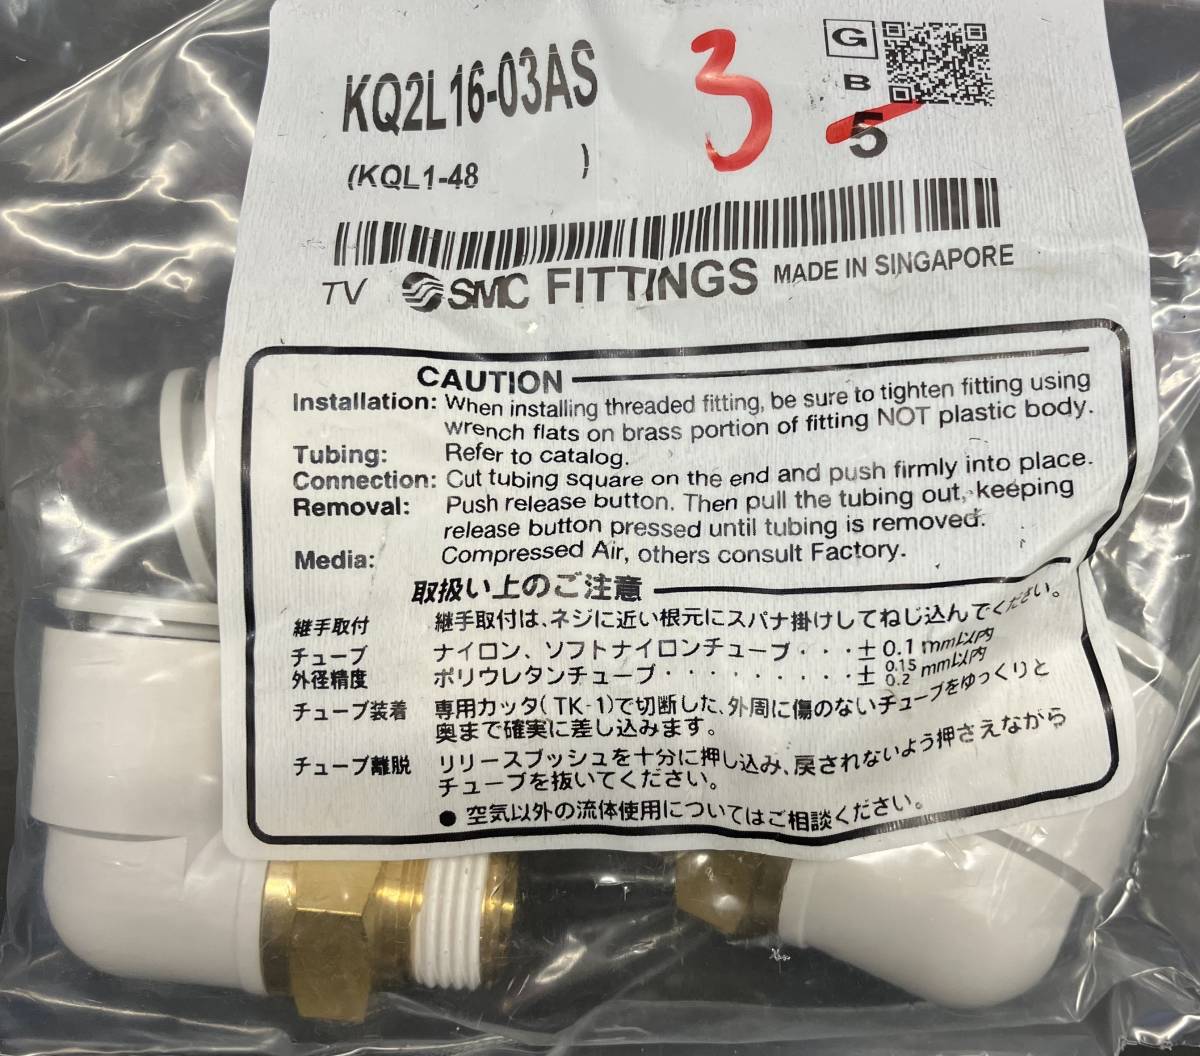 KQ2L16-03AS
3
G
B
5
(KQL1-48 )
TV SMC FITTINGS MADE IN SINGAPORE
CAUTION
Installation: When installing threaded fitting, be sure to tighten fitting using
wrench flats on brass portion of fitting NOT plastic body.
Tubing: Refer to catalog.
Connection: Cut tubing square on the end and push firmly into place.
Removal: Push release button. Then pull the tubing out, keeping
release button pressed until tubing is removed.
Media: Compressed Air, others consult Factory.
取扱い上のご注意
継手取付 継手取付は、ネジに近い根元にスパナ掛けしてねじ込んでください。
チューブ ナイロン、ソフトナイロンチューブ・・・± 0.1 mm以内
外径精度 ポリウレタンチューブ・・・・・・・・・± 0.15 0.2 mm以内
チューブ装着 専用カッタ(TK-1)で切断した、外周に傷のないチューブをゆっくりと
奥まで確実に差し込みます。
チューブ離脱 リリースブッシュを十分に押し込み、戻されないよう押さえながら
チューブを抜いてください。
● 空気以外の流体使用についてはご相談ください。